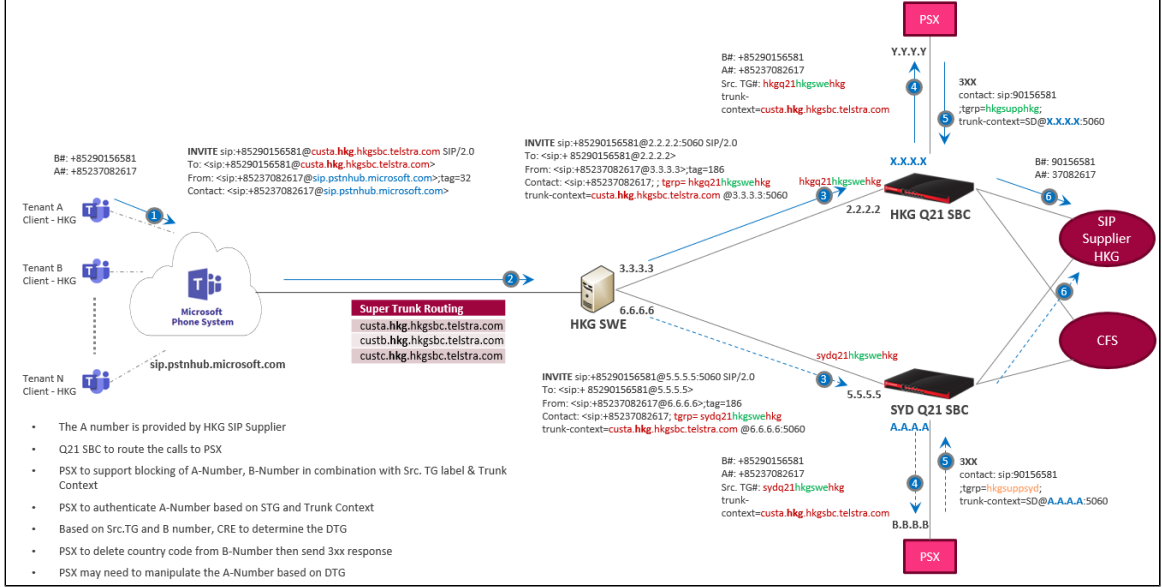 PSX
Y.Y.Y.Y
B#: +85290156581
A#: +85237082617
Src. TG#: hkgq21hkgswehkg
trunk-
context=custa.hkg.hkgsbc.telstra.com
4
5
3XX
contact: sip:90156581
;tgrp=hkgsupphkg;
trunk-context=SD@X.X.X.X:5060
B#: +85290156581
A#: +85237082617
INVITE sip:+85290156581@custa.hkg.hkgsbc.telstra.com SIP/2.0
To: <sip:+85290156581@custa.hkg.hkgsbc.telstra.com>
From: <sip:+85237082617@sip.pstnhub.microsoft.com>;tag=32
Contact: <sip:+85237082617@sip.pstnhub.microsoft.com>
INVITE sip:+85290156581@2.2.2.2:5060 SIP/2.0
To: <sip:+ 85290156581@2.2.2.2>
From: <sip:+85237082617@3.3.3.3>;tag=186
Contact: <sip:+85237082617; ; tgrp= hkgq21hkgswehkg
trunk-context=custa.hkg.hkgsbc.telstra.com @3.3.3.3:5060
hkgq21hkgswehkg
X.X.X.X
3
2.2.2.2
HKG Q21 SBC
B#: 90156581
A#: 37082617
6
SIP
Supplier
HKG
Tenant A
Client - HKG
1
Tenant B
Client - HKG
Microsoft
Phone System
sip.pstnhub.microsoft.com
Tenant N
Client - HKG
2
3.3.3.3
HKG SWE
6.6.6.6
Super Trunk Routing
custa.hkg.hkgsbc.telstra.com
custb.hkg.hkgsbc.telstra.com
custc.hkg.hkgsbc.telstra.com
6
CFS
sydq21hkgswehkg
3
5.5.5.5
SYD Q21 SBC
A.A.A.A
INVITE sip:+85290156581@5.5.5.5:5060 SIP/2.0
To: <sip:+ 85290156581@5.5.5.5>
From: <sip:+85237082617@6.6.6.6>;tag=186
Contact: <sip:+85237082617; tgrp= sydq21hkgswehkg
trunk-context=custa.hkg.hkgsbc.telstra.com @6.6.6.6:5060
B#: +85290156581
A#: +85237082617
Src. TG#: sydq21hkgswehkg
trunk-
context=custa.hkg.hkgsbc.telstra.com
4
5
3XX
contact: sip:90156581
;tgrp=hkgsuppsyd;
trunk-context=SD@A.A.A.A:5060
B.B.B.B
PSX
• The A number is provided by HKG SIP Supplier
• Q21 SBC to route the calls to PSX
• PSX to support blocking of A-Number, B-Number in combination with Src. TG label & Trunk
Context
• PSX to authenticate A-Number based on STG and Trunk Context
• Based on Src.TG and B number, CRE to determine the DTG
• PSX to delete country code from B-Number then send 3xx response
• PSX may need to manipulate the A-Number based on DTG